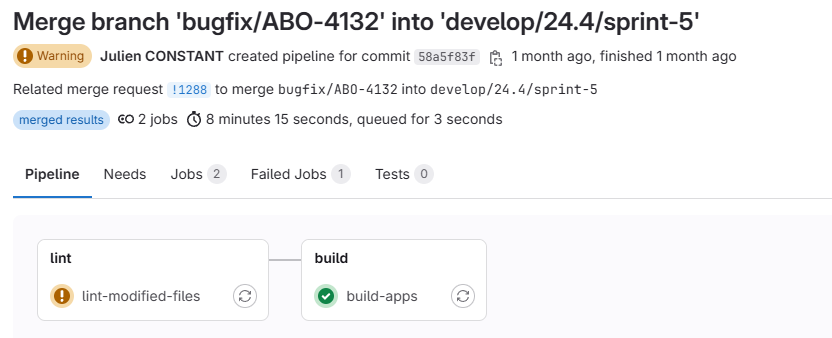 Merge branch 'bugfix/ABO-4132' into 'develop/24.4/sprint-5'
Warning Julien CONSTANT created pipeline for commit 58a5f83f 1 month ago, finished 1 month ago
Related merge request !1288 to merge bugfix/ABO-4132 into develop/24.4/sprint-5
merged results 2 jobs 8 minutes 15 seconds, queued for 3 seconds
Pipeline Needs Jobs 2 Failed Jobs 1 Tests 0
lint build
lint-modified-files build-apps